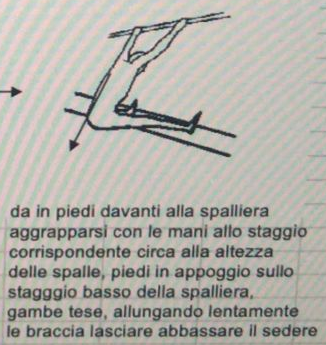 da in piedi davanti alla spalliera
aggrapparsi con le mani allo staggio
corrispondente circa alla altezza
delle spalle, piedi in appoggio sullo
stagggio basso della spalliera,
gambe tese, allungando lentamente
le braccia lasciare abbassare il sedere